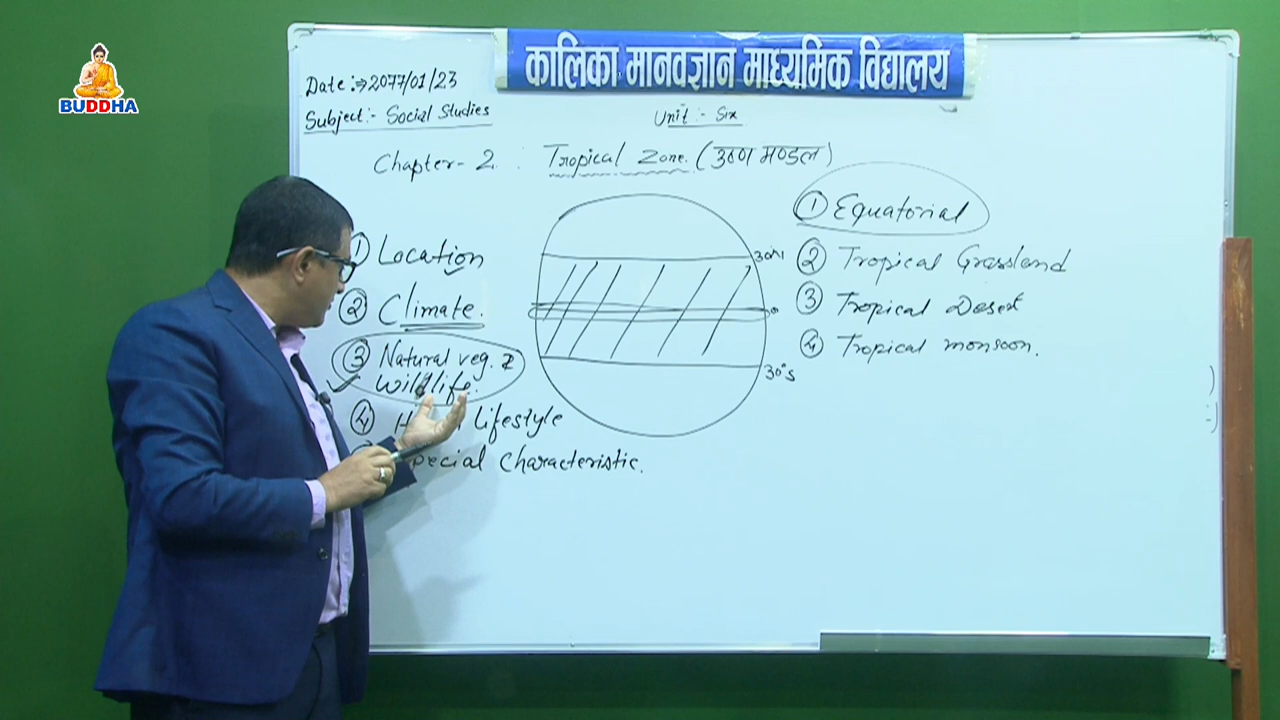 BUDDHA
कालिका मानवज्ञान माध्यमिक विद्यालय
Date:⇒2077/01/23
Subject:- Social Studies
Unit :- Six
Chapter-2 : Tropical Zone. (उष्ण मण्डल)
① Location
② Climate.
③ Natural veg. &
Wildlife.
④ lifestyle
Special Characteristic.
30°N
0°
30°S
① Equatorial
② Tropical Grassland
③ Tropical Desert
④ Tropical monsoon.